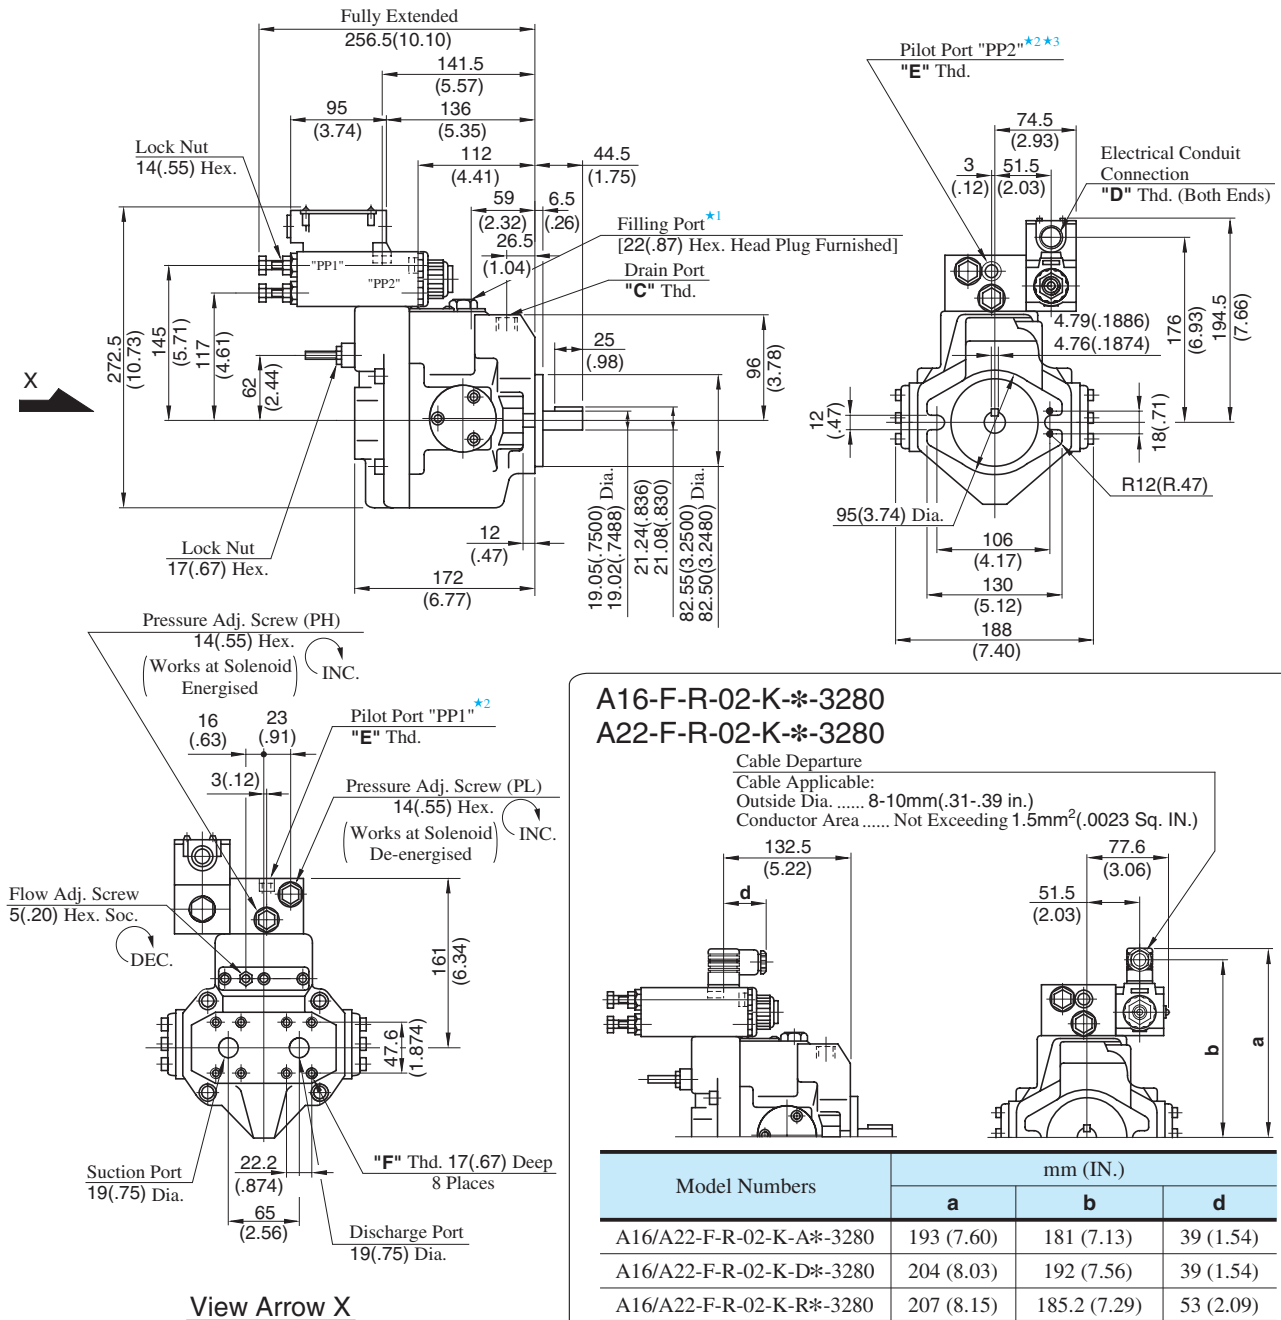 Fully Extended
256.5(10.10)
141.5
(5.57)
95
(3.74)
136
(5.35)
Lock Nut
14(.55) Hex.
112
(4.41)
44.5
(1.75)
59
(2.32)
6.5
(.26)
26.5
(1.04)
Filling Port★1
[22(.87) Hex. Head Plug Furnished]
Drain Port
"C" Thd.
"PP1"
"PP2"
272.5
(10.73)
145
(5.71)
117
(4.61)
62
(2.44)
X
25
(.98)
96
(3.78)
Lock Nut
17(.67) Hex.
12
(.47)
172
(6.77)
19.05(.7500) Dia.
19.02(.7488)
21.24(.836)
21.08(.830)
82.55(3.2500) Dia.
82.50(3.2480)
Pilot Port "PP2"★2★3
"E" Thd.
74.5
(2.93)
3
(.12)
51.5
(2.03)
Electrical Conduit
Connection
"D" Thd. (Both Ends)
4.79(.1886)
4.76(.1874)
176
(6.93)
194.5
(7.66)
12
(.47)
18(.71)
R12(R.47)
95(3.74) Dia.
106
(4.17)
130
(5.12)
188
(7.40)
Pressure Adj. Screw (PH)
14(.55) Hex.
(Works at Solenoid
Energised)
INC.
16
(.63)
23
(.91)
Pilot Port "PP1"★2
"E" Thd.
3(.12)
Pressure Adj. Screw (PL)
14(.55) Hex.
(Works at Solenoid
De-energised)
INC.
Flow Adj. Screw
5(.20) Hex. Soc.
DEC.
161
(6.34)
47.6
(1.874)
Suction Port
19(.75) Dia.
22.2
(.874)
65
(2.56)
"F" Thd. 17(.67) Deep
8 Places
Discharge Port
19(.75) Dia.
View Arrow X
A16-F-R-02-K-✻-3280
A22-F-R-02-K-✻-3280
Cable Departure
Cable Applicable:
Outside Dia. ...... 8-10mm(.31-.39 in.)
Conductor Area ...... Not Exceeding 1.5mm²(.0023 Sq. IN.)
132.5
(5.22)
d
77.6
(3.06)
51.5
(2.03)
b
a
Model Numbers mm (IN.)
a b d
A16/A22-F-R-02-K-A✻-3280 193 (7.60) 181 (7.13) 39 (1.54)
A16/A22-F-R-02-K-D✻-3280 204 (8.03) 192 (7.56) 39 (1.54)
A16/A22-F-R-02-K-R✻-3280 207 (8.15) 185.2 (7.29) 53 (2.09)